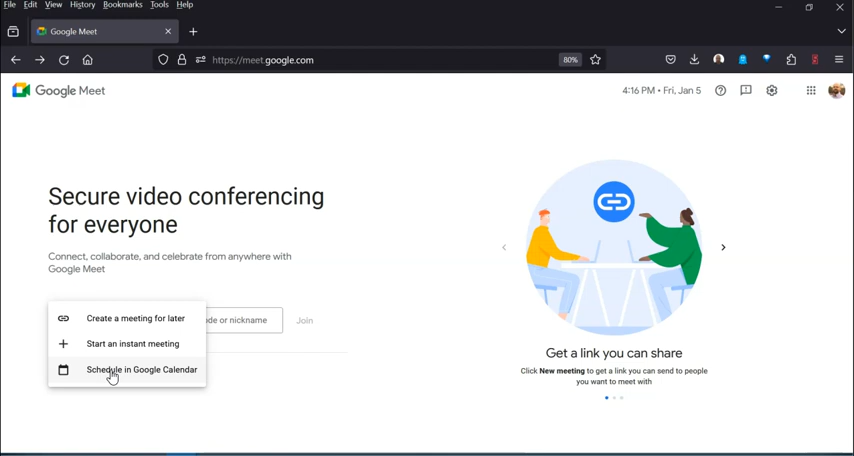 File Edit View History Bookmarks Tools Help
Google Meet
https://meet.google.com
80%
Google Meet
4:16 PM • Fri, Jan 5
Secure video conferencing
for everyone
Connect, collaborate, and celebrate from anywhere with
Google Meet
Create a meeting for later
ode or nickname
Join
Start an instant meeting
Schedule in Google Calendar
Get a link you can share
Click New meeting to get a link you can send to people
you want to meet with